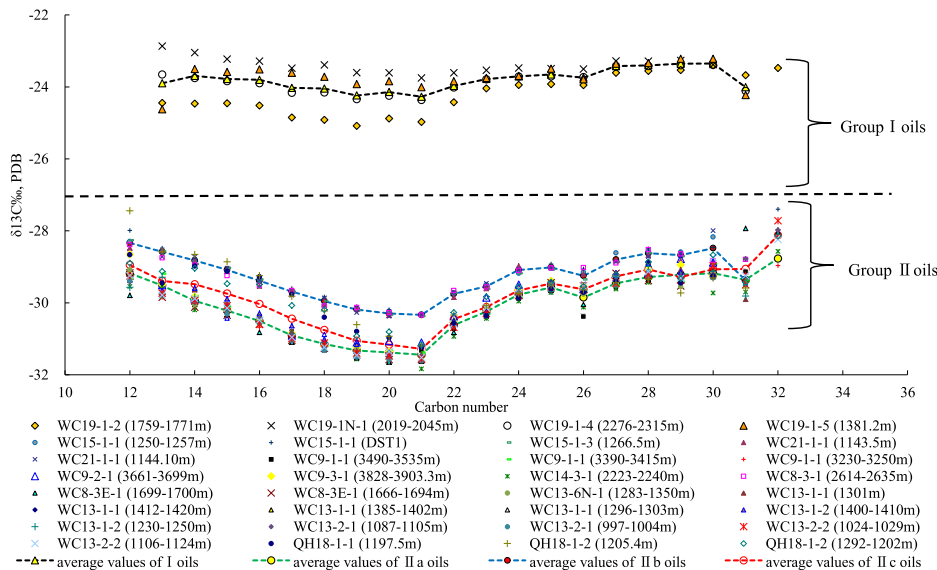 -22
-24
-26
-28
-30
-32
δ13C‰, PDB
Group Ⅰ oils
Group Ⅱ oils
10 12 14 16 18 20 22 24 26 28 30 32 34 36
Carbon number
WC19-1-2 (1759-1771m) WC19-1N-1 (2019-2045m) WC19-1-4 (2276-2315m) WC19-1-5 (1381.2m)
WC15-1-1 (1250-1257m) WC15-1-1 (DST1) WC15-1-3 (1266.5m) WC21-1-1 (1143.5m)
WC21-1-1 (1144.10m) WC9-1-1 (3490-3535m) WC9-1-1 (3390-3415m) WC9-1-1 (3230-3250m)
WC9-2-1 (3661-3699m) WC9-3-1 (3828-3903.3m) WC14-3-1 (2223-2240m) WC8-3-1 (2614-2635m)
WC8-3E-1 (1699-1700m) WC8-3E-1 (1666-1694m) WC13-6N-1 (1283-1350m) WC13-1-1 (1301m)
WC13-1-1 (1412-1420m) WC13-1-1 (1385-1402m) WC13-1-1 (1296-1303m) WC13-1-2 (1400-1410m)
WC13-1-2 (1230-1250m) WC13-2-1 (1087-1105m) WC13-2-1 (997-1004m) WC13-2-2 (1024-1029m)
WC13-2-2 (1106-1124m) QH18-1-1 (1197.5m) QH18-1-2 (1205.4m) QH18-1-2 (1292-1202m)
average values of Ⅰ oils average values of Ⅱ a oils average values of Ⅱ b oils average values of Ⅱ c oils